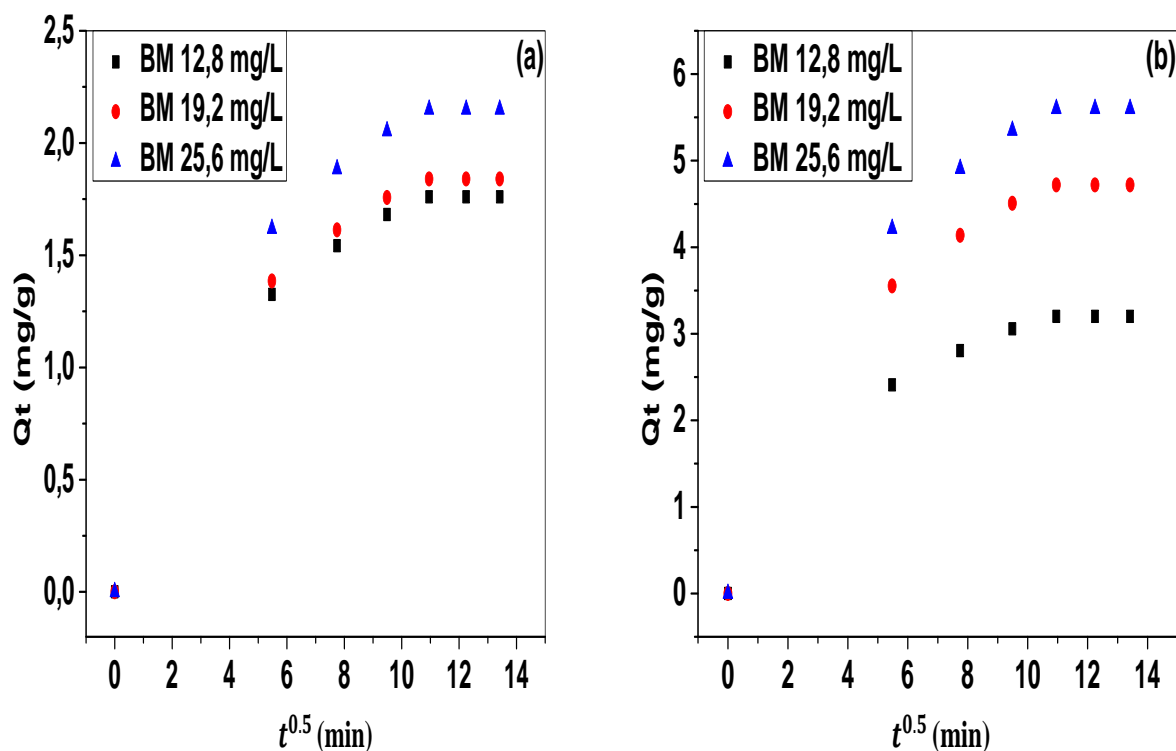 2,5
2,0
1,5
1,0
0,5
0,0
Qt (mg/g)
BM 12,8 mg/L
BM 19,2 mg/L
BM 25,6 mg/L
(a)
0 2 4 6 8 10 12 14
t^0.5 (min)
6
5
4
3
2
1
0
Qt (mg/g)
BM 12,8 mg/L
BM 19,2 mg/L
BM 25,6 mg/L
(b)
0 2 4 6 8 10 12 14
t^0.5 (min)